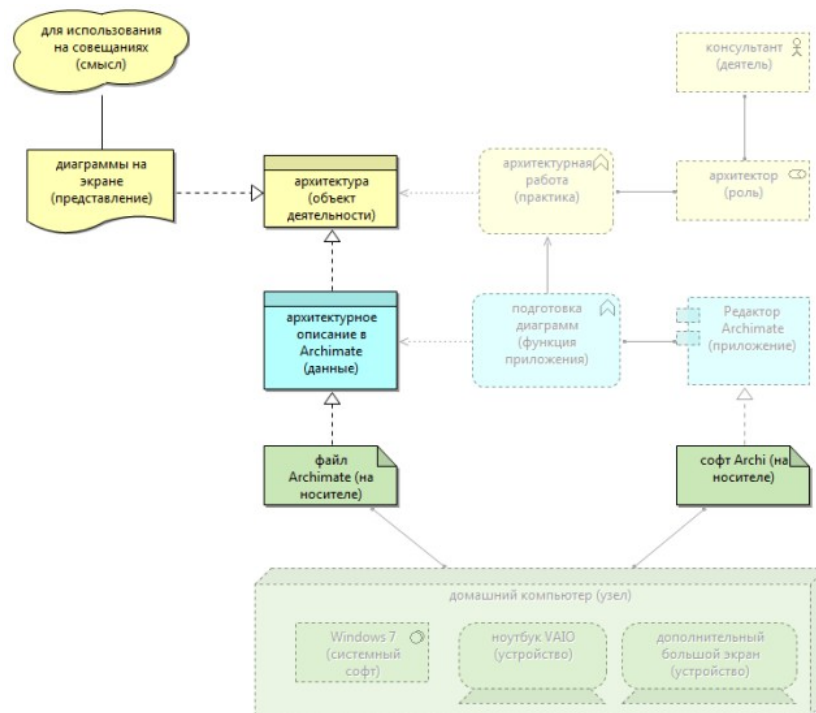 для использования
на совещаниях
(смысл)
консультант
(деятель)
диаграммы на
экране
(представление)
архитектура
(объект
деятельности)
архитектурная
работа
(практика)
архитектор
(роль)
архитектурное
описание в
Archimate
(данные)
подготовка
диаграмм
(функция
приложения)
Редактор
Archimate
(приложение)
файл
Archimate (на
носителе)
софт Archi (на
носителе)
домашний компьютер (узел)
Windows 7
(системный
софт)
ноутбук VAIO
(устройство)
дополнительный
большой экран
(устройство)